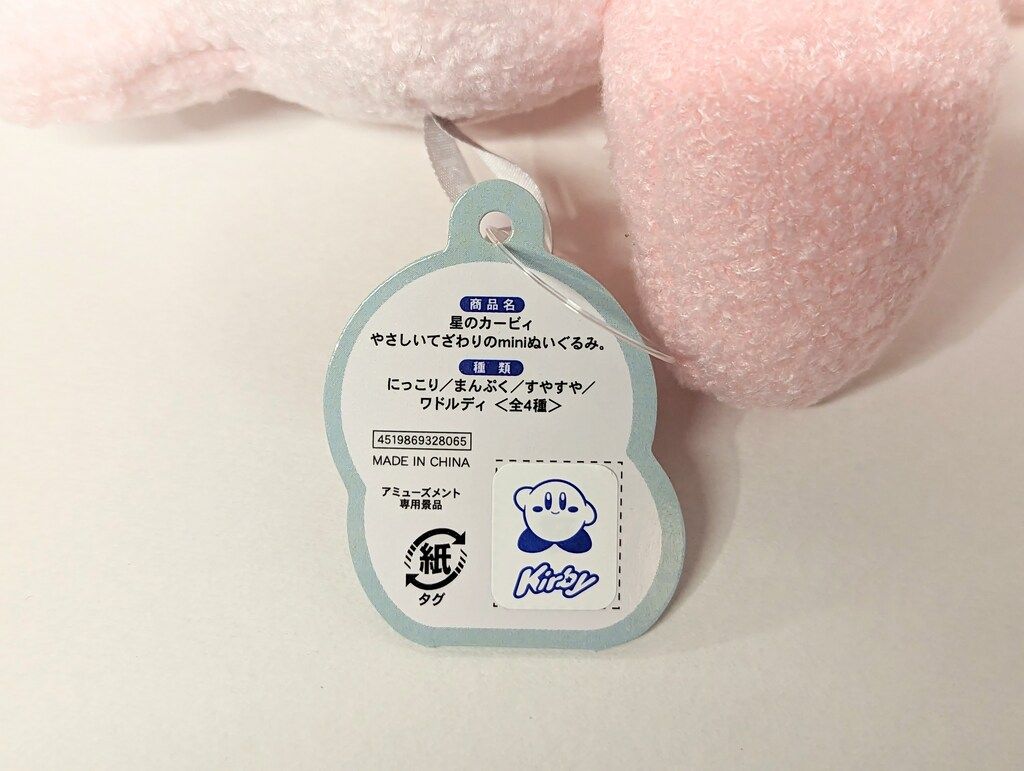 商品名
星のカービィ
やさしいてざわりのminiぬいぐるみ。
種類
にっこり／まんぷく／すやすや／
ワドルディ ＜全4種＞
4519869328065
MADE IN CHINA
アミューズメント
専用景品
紙
タグ
Kirby